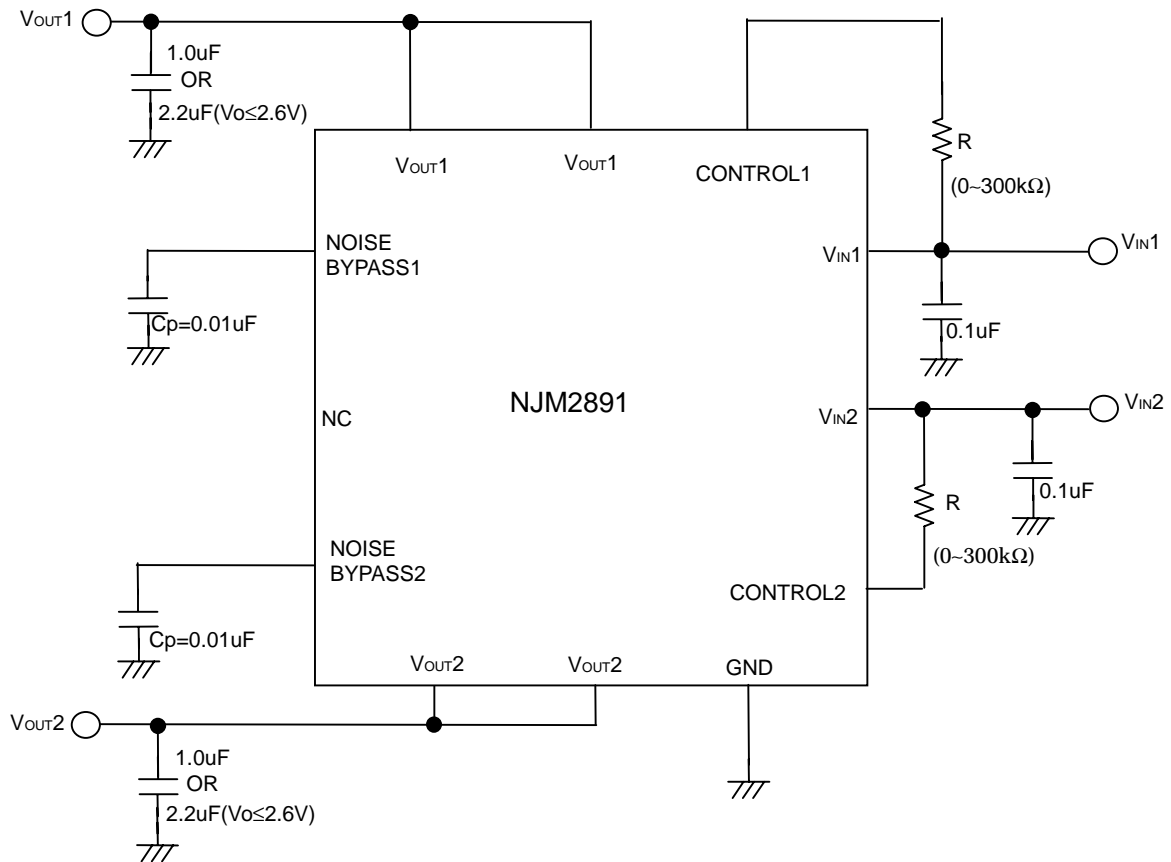 VOUT1
1.0uF
OR
2.2uF(Vo≤2.6V)
VOUT1
VOUT1
CONTROL1
R
(0~300kΩ)
NOISE
BYPASS1
VIN1
VIN1
Cp=0.01uF
0.1uF
NJM2891
NC
VIN2
VIN2
0.1uF
R
(0~300kΩ)
NOISE
BYPASS2
CONTROL2
Cp=0.01uF
VOUT2
VOUT2
GND
VOUT2
1.0uF
OR
2.2uF(Vo≤2.6V)